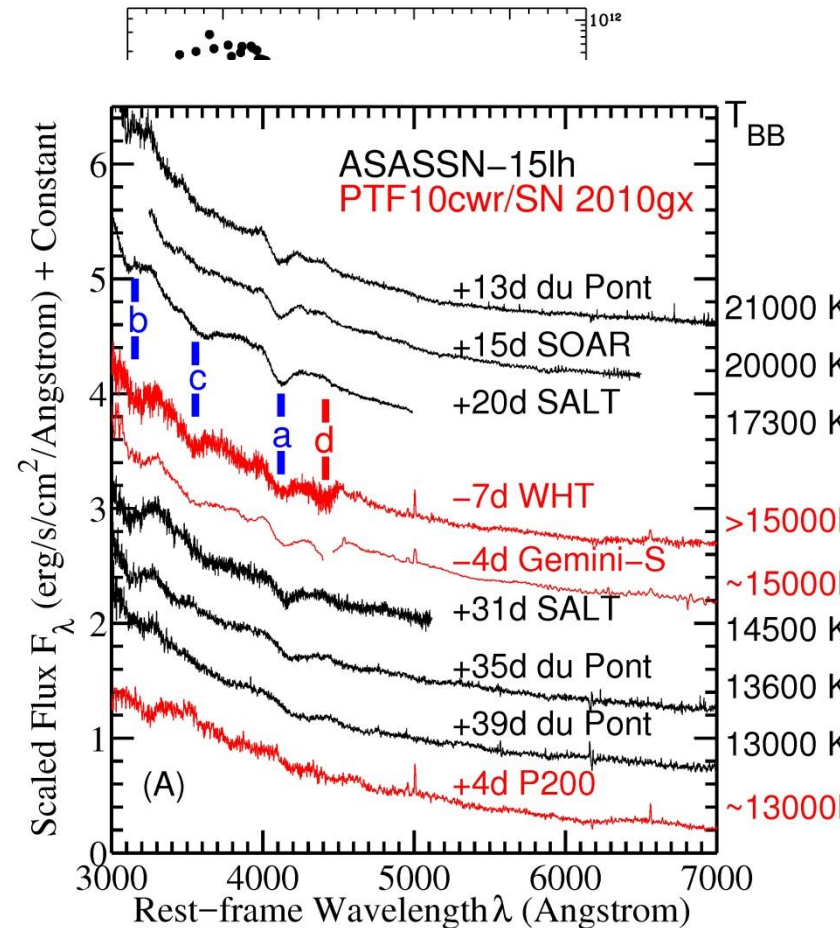 10¹²
T_BB
ASASSN−15lh
PTF10cwr/SN 2010gx
6
+13d du Pont
21000 K
5
b
+15d SOAR
20000 K
c
+20d SALT
17300 K
4
a
d
−7d WHT
>15000
3
−4d Gemini−S
~15000
+31d SALT
14500 K
2
+35d du Pont
13600 K
+39d du Pont
13000 K
1
(A)
+4d P200
~13000
0
3000 4000 5000 6000 7000
Rest−frame Wavelength λ (Angstrom)
Scaled Flux F_λ (erg/s/cm²/Angstrom) + Constant